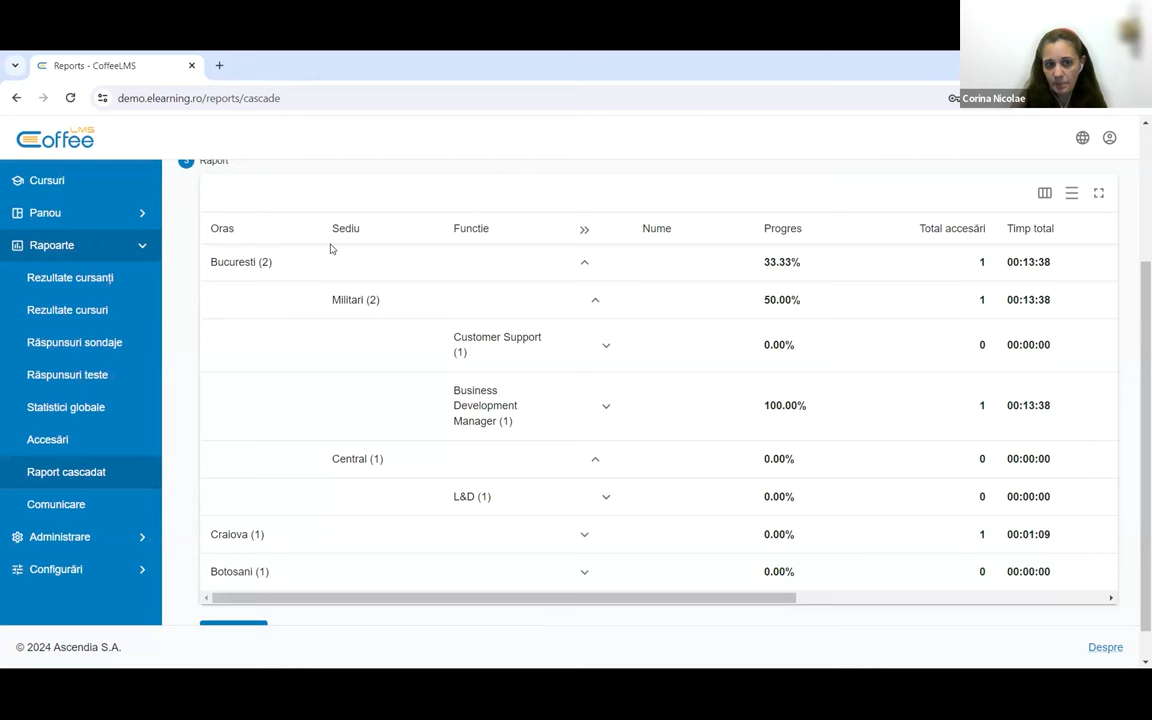 Reports - CoffeeLMS
demo.elearning.ro/reports/cascade
Corina Nicolae
Coffee LMS
Cursuri
Panou
Rapoarte
Rezultate cursanți
Rezultate cursuri
Răspunsuri sondaje
Răspunsuri teste
Statistici globale
Accesări
Raport cascadat
Comunicare
Administrare
Configurări
3 Raport
Oras Sediu Functie Nume Progres Total accesări Timp total
Bucuresti (2) 33.33% 1 00:13:38
Militari (2) 50.00% 1 00:13:38
Customer Support
(1) 0.00% 0 00:00:00
Business
Development
Manager (1) 100.00% 1 00:13:38
Central (1) 0.00% 0 00:00:00
L&D (1) 0.00% 0 00:00:00
Craiova (1) 0.00% 1 00:01:09
Botosani (1) 0.00% 0 00:00:00
© 2024 Ascendia S.A.
Despre